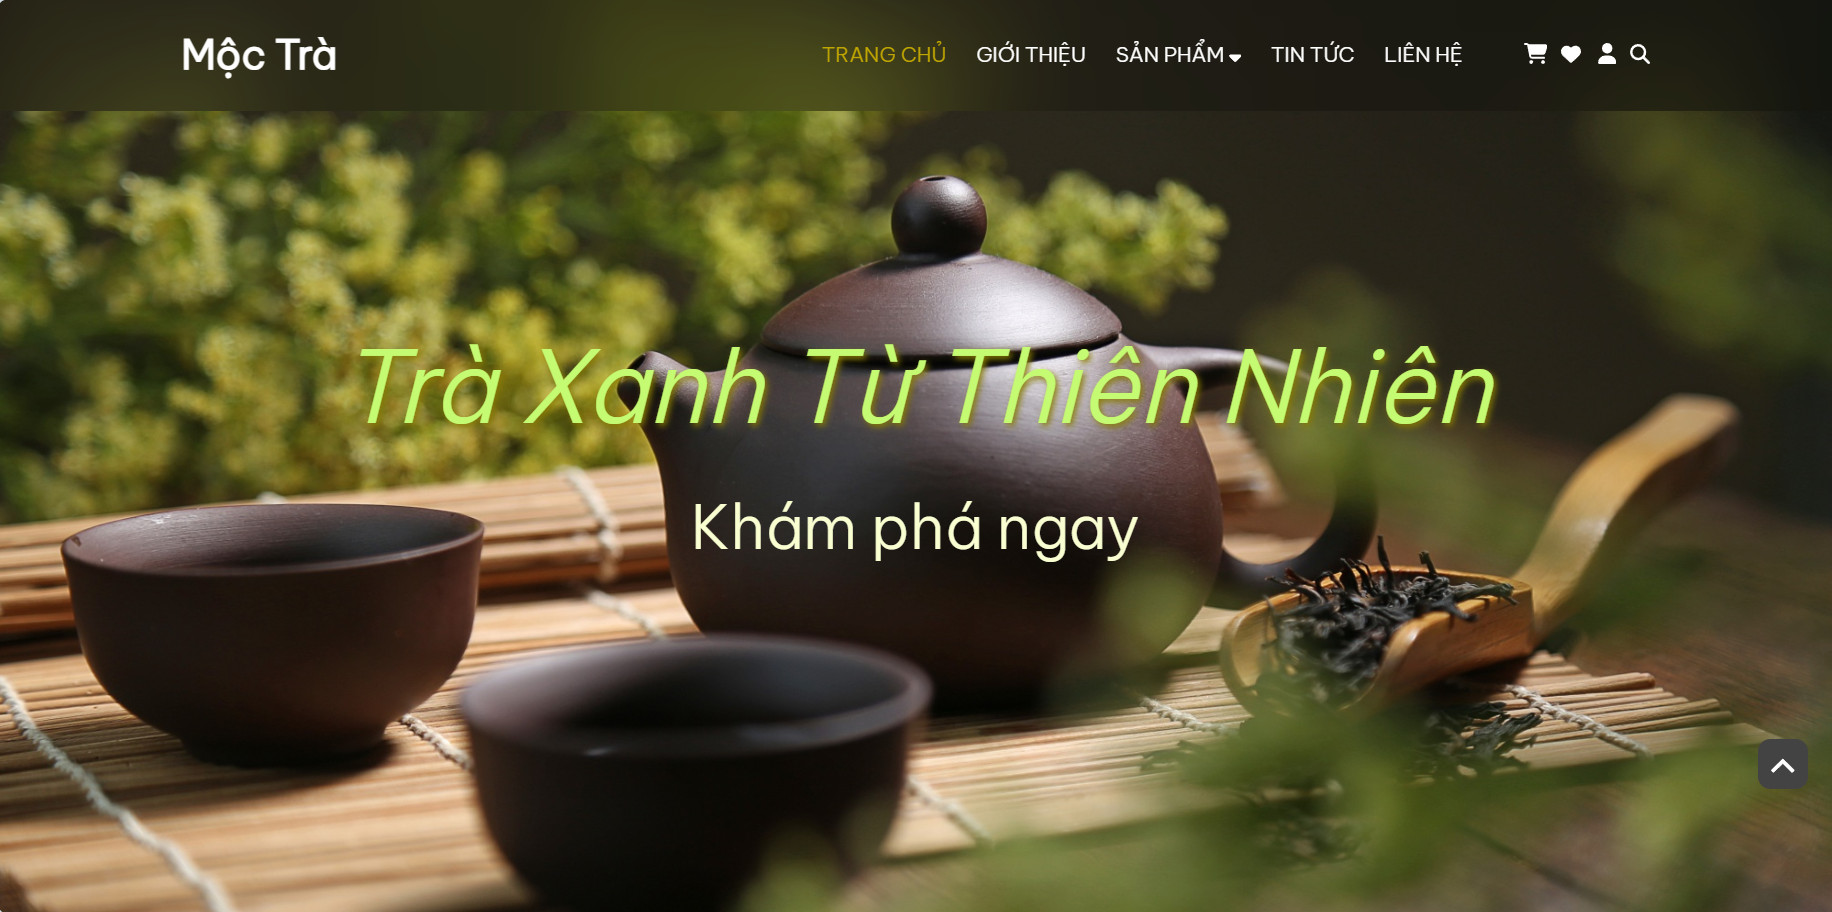 Mộc Trà
TRANG CHỦ GIỚI THIỆU SẢN PHẨM TIN TỨC LIÊN HỆ
Trà Xanh Từ Thiên Nhiên
Khám phá ngay